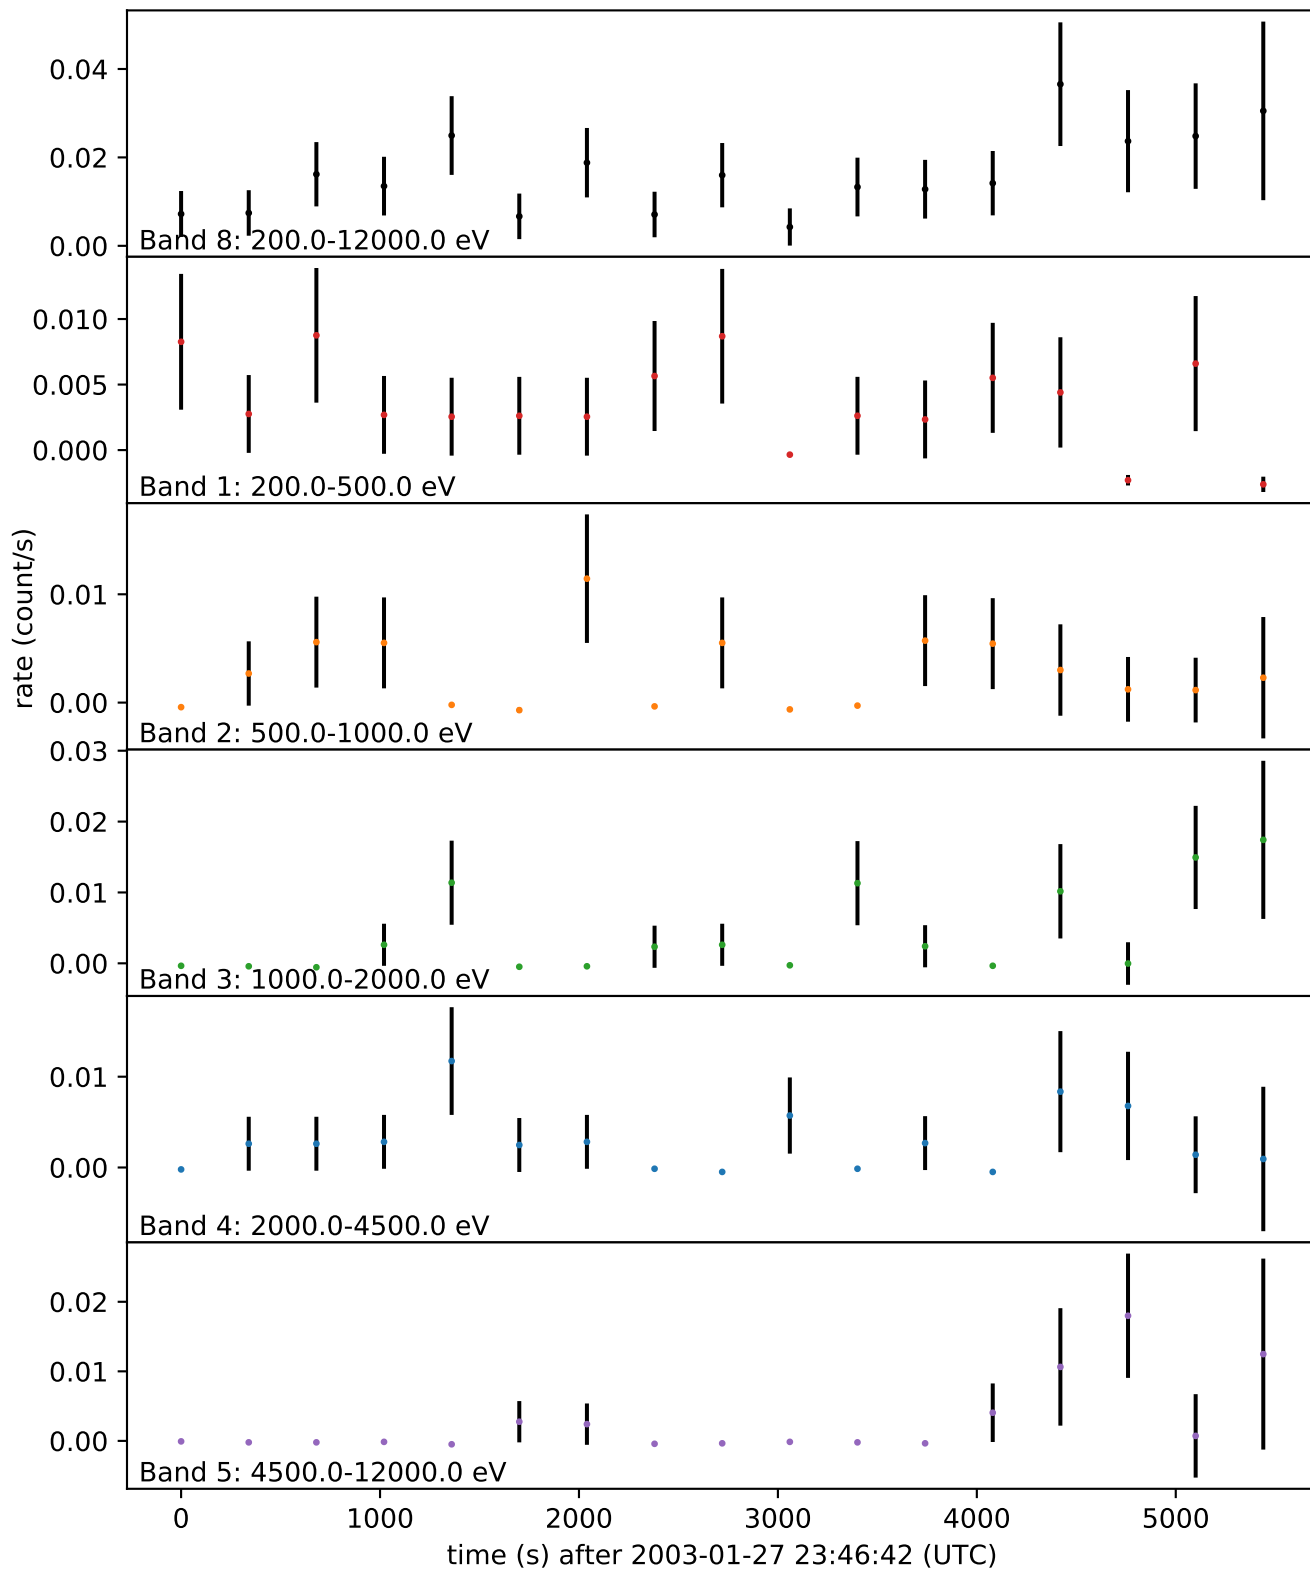 0.04
0.02
0.00
Band 8: 200.0-12000.0 eV
0.010
0.005
0.000
Band 1: 200.0-500.0 eV
rate (count/s)
0.01
0.00
Band 2: 500.0-1000.0 eV
0.03
0.02
0.01
0.00
Band 3: 1000.0-2000.0 eV
0.01
0.00
Band 4: 2000.0-4500.0 eV
0.02
0.01
0.00
Band 5: 4500.0-12000.0 eV
0 1000 2000 3000 4000 5000
time (s) after 2003-01-27 23:46:42 (UTC)